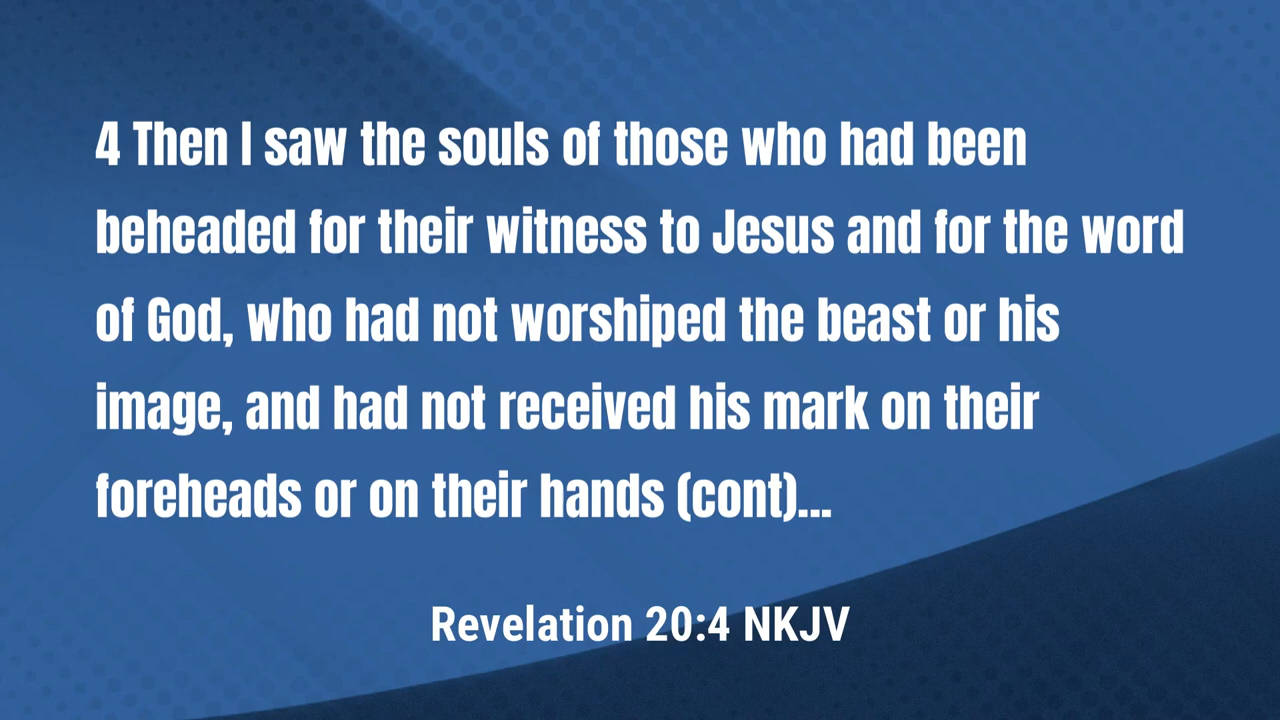 4 Then I saw the souls of those who had been
beheaded for their witness to Jesus and for the word
of God, who had not worshiped the beast or his
image, and had not received his mark on their
foreheads or on their hands (cont)...
Revelation 20:4 NKJV